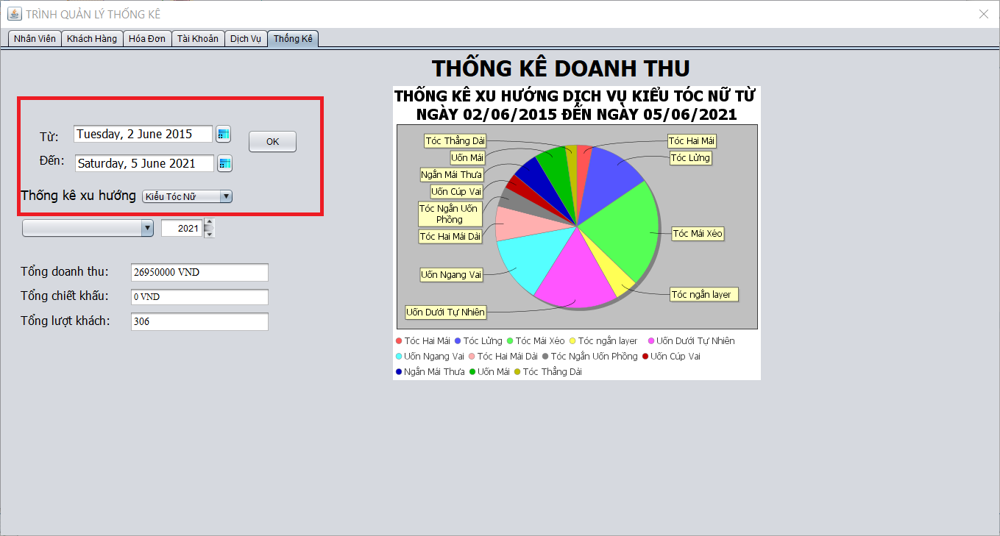 TRÌNH QUẢN LÝ THỐNG KÊ
Nhân Viên Khách Hàng Hóa Đơn Tài Khoản Dịch Vụ Thống Kê
THỐNG KÊ DOANH THU
Từ: Tuesday, 2 June 2015
OK
Đến: Saturday, 5 June 2021
Thống kê xu hướng Kiểu Tóc Nữ
2021
Tổng doanh thu: 26950000 VND
Tổng chiết khấu: 0 VND
Tổng lượt khách: 306
THỐNG KÊ XU HƯỚNG DỊCH VỤ KIỂU TÓC NỮ TỪ
NGÀY 02/06/2015 ĐẾN NGÀY 05/06/2021
Tóc Thẳng Dài
Tóc Hai Mái
Uốn Mái
Tóc Lửng
Ngắn Mái Thưa
Uốn Cúp Vai
Tóc Ngắn Uốn
Phồng
Tóc Hai Mái Dài
Tóc Mái Xéo
Uốn Ngang Vai
Tóc ngắn layer
Uốn Dưới Tự Nhiên
Tóc Hai Mái Tóc Lửng Tóc Mái Xéo Tóc ngắn layer Uốn Dưới Tự Nhiên
Uốn Ngang Vai Tóc Hai Mái Dài Tóc Ngắn Uốn Phồng Uốn Cúp Vai
Ngắn Mái Thưa Uốn Mái Tóc Thẳng Dài